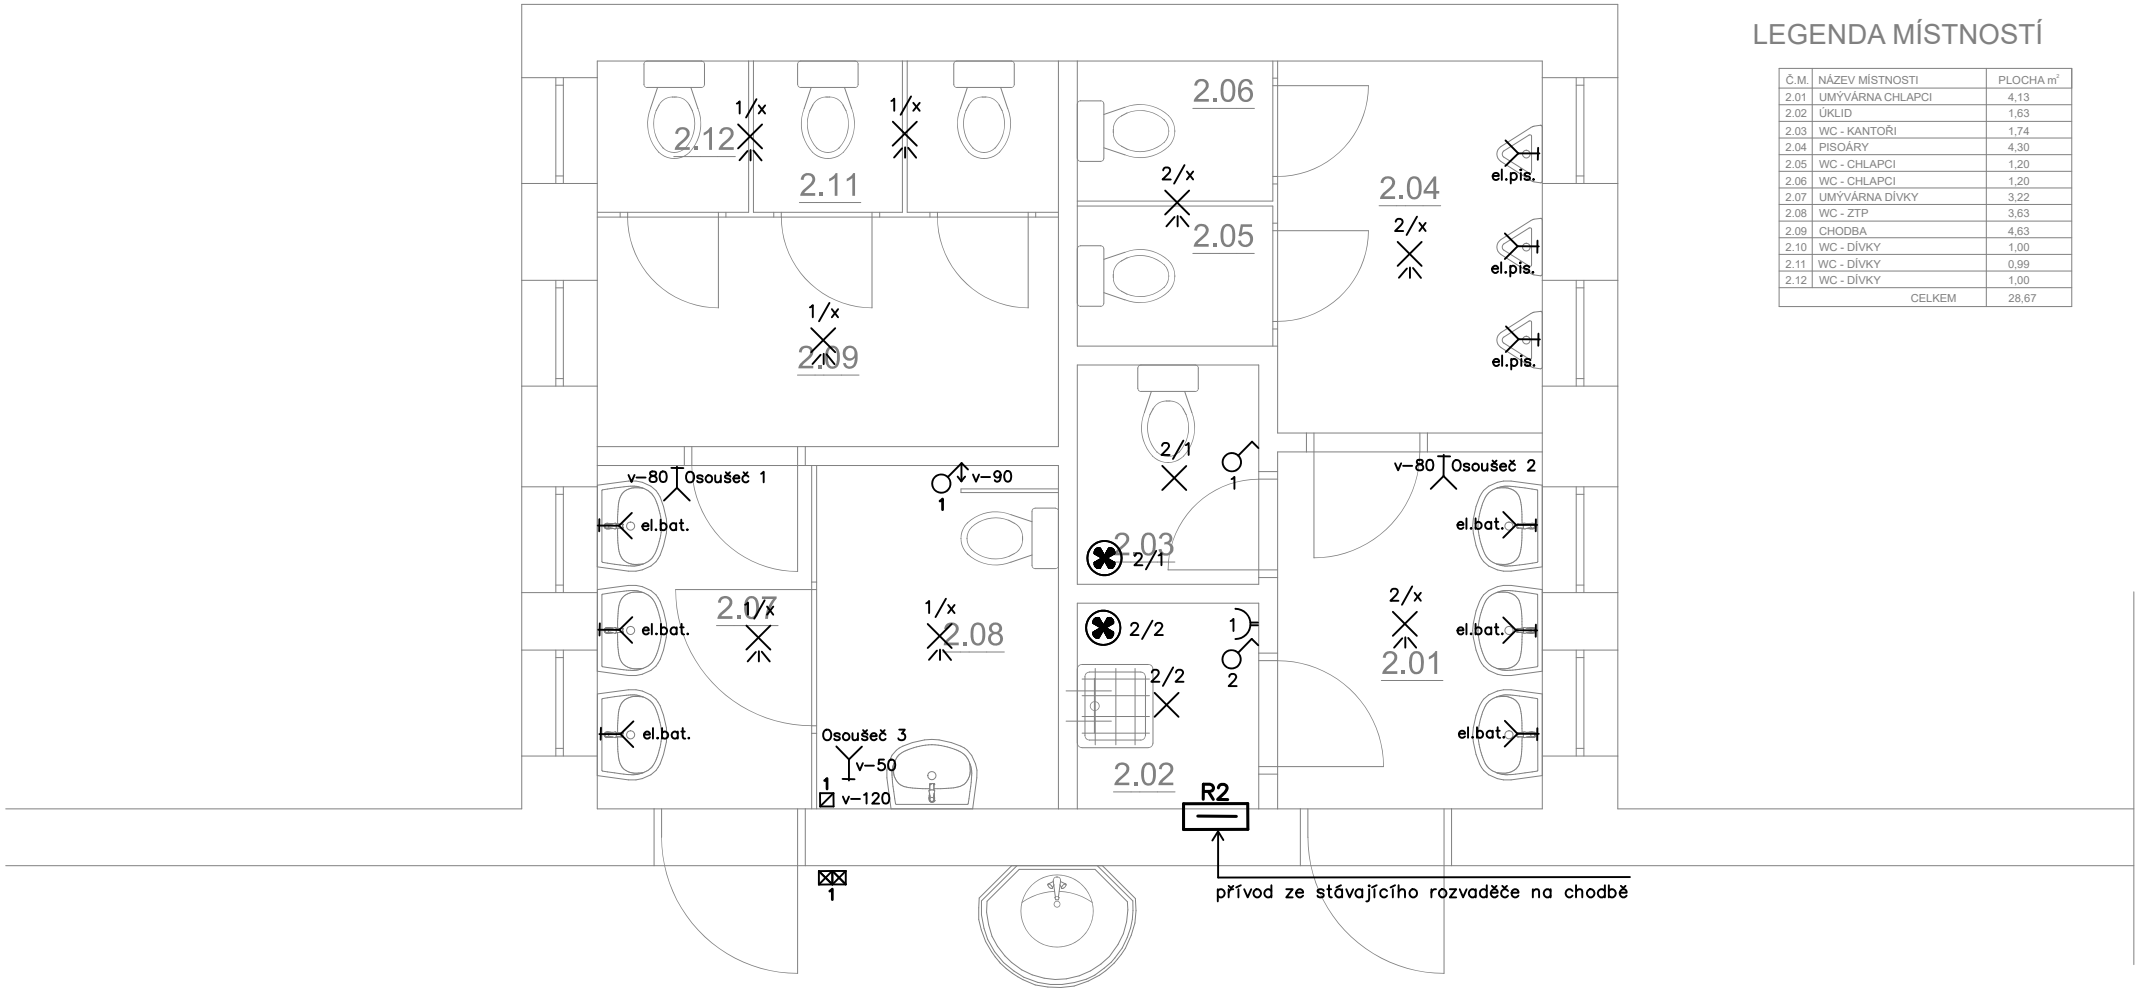 LEGENDA MÍSTNOSTÍ
Č.M. NÁZEV MÍSTNOSTI PLOCHA m²
2.01 UMÝVÁRNA CHLAPCI 4,13
2.02 ÚKLID 1,63
2.03 WC - KANTOŘI 1,74
2.04 PISOÁRY 4,30
2.05 WC - CHLAPCI 1,20
2.06 WC - CHLAPCI 1,20
2.07 UMÝVÁRNA DÍVKY 3,22
2.08 WC - ZTP 3,63
2.09 CHODBA 4,63
2.10 WC - DÍVKY 1,00
2.11 WC - DÍVKY 0,99
2.12 WC - DÍVKY 1,00
CELKEM 28,67
2.12
1/x
1/x
2.11
2.06
2/x
2.05
2.04
2/x
el.pis.
el.pis.
el.pis.
1/x
2.09
v-80 Osoušeč 1
el.bat.
el.bat.
el.bat.
2.07
1/x
v-90
1
1/x
2.08
Osoušeč 3
v-50
1
v-120
1
2/1
1
2.03
2/1
2/2
1
2
2/2
2.02
R2
v-80 Osoušeč 2
el.bat.
el.bat.
el.bat.
2/x
2.01
přívod ze stávajícího rozvaděče na chodbě